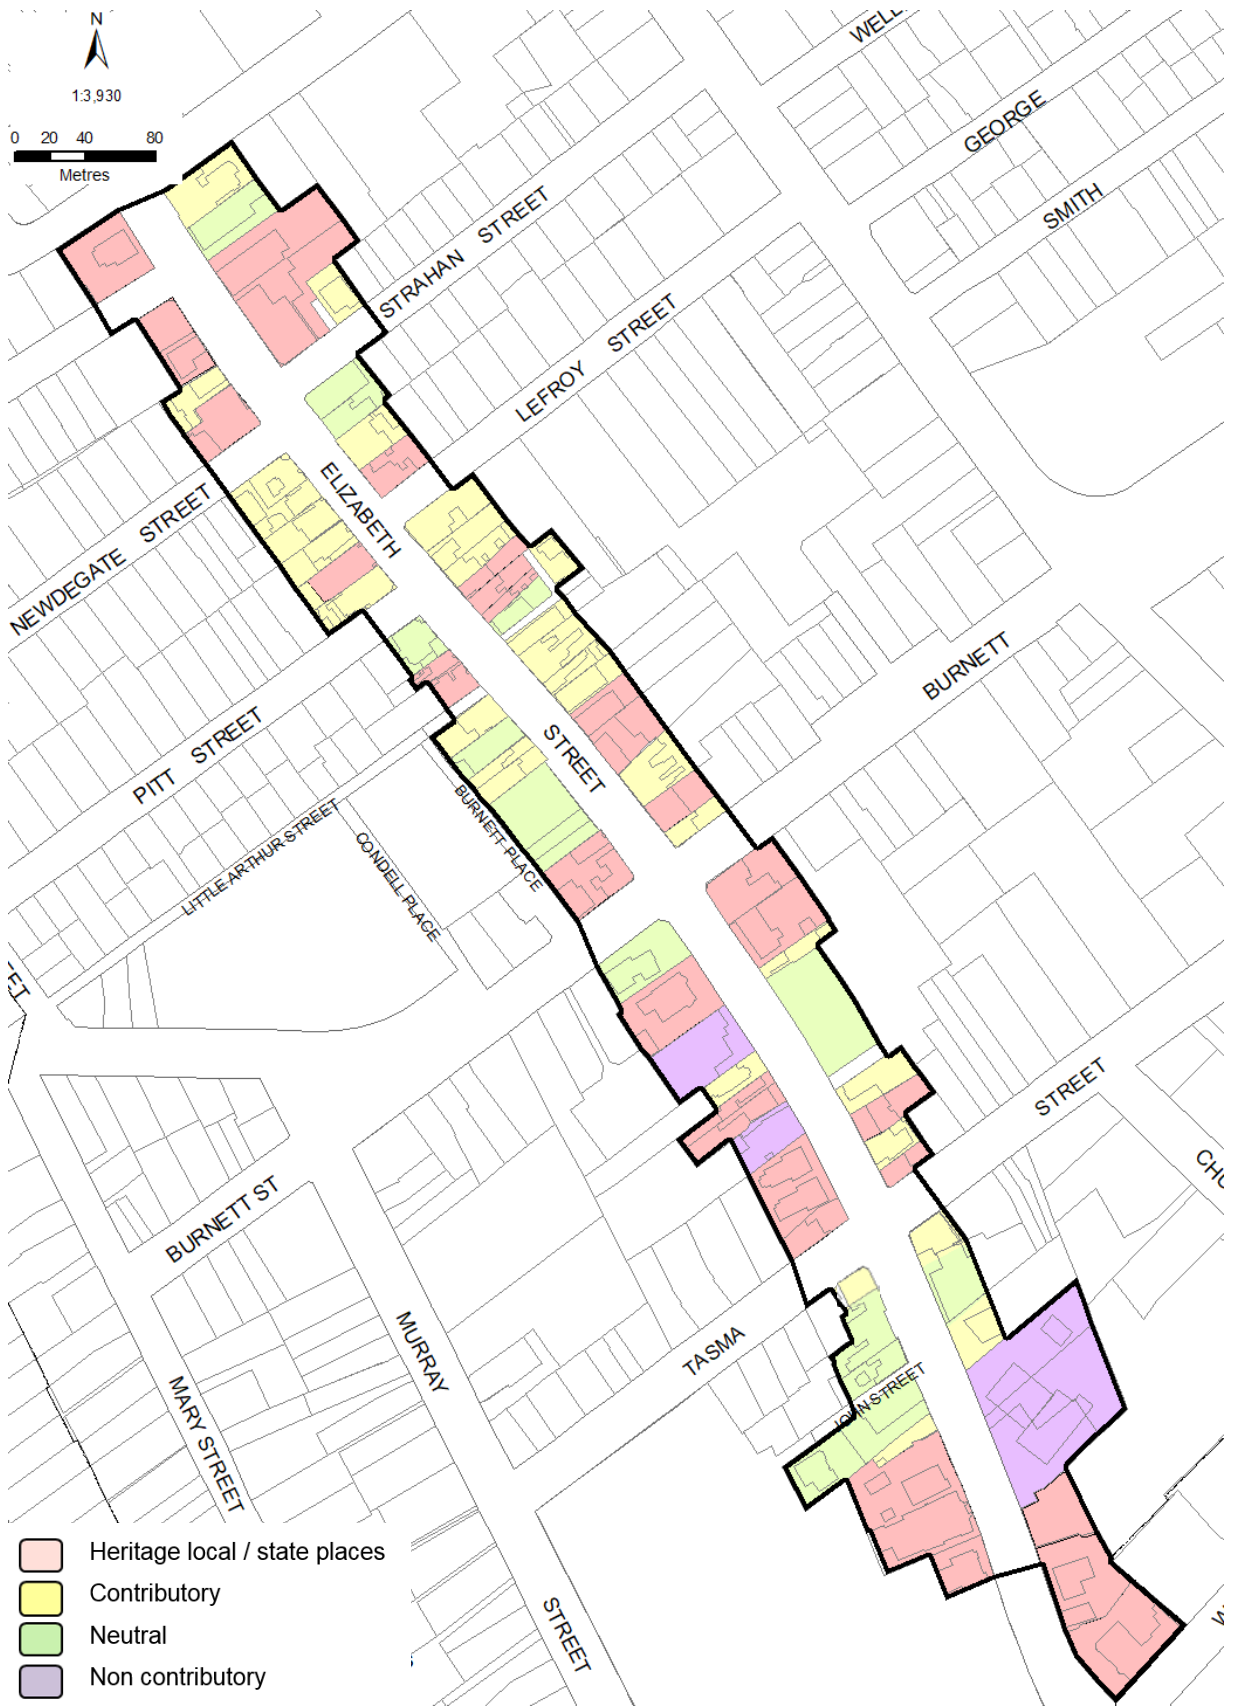 N
1:3,930
0 20 40 80
Metres
GEORGE
SMITH
STRAHAN STREET
LEFROY STREET
ELIZABETH
NEWDEGATE STREET
BURNETT
PITT STREET
STREET
BURNETT PLACE
LITTLE ARTHUR STREET
CONDELL PLACE
STREET
BURNETT ST
TASMA
MURRAY
JOHN STREET
MARY STREET
STREET
Heritage local / state places
Contributory
Neutral
Non contributory